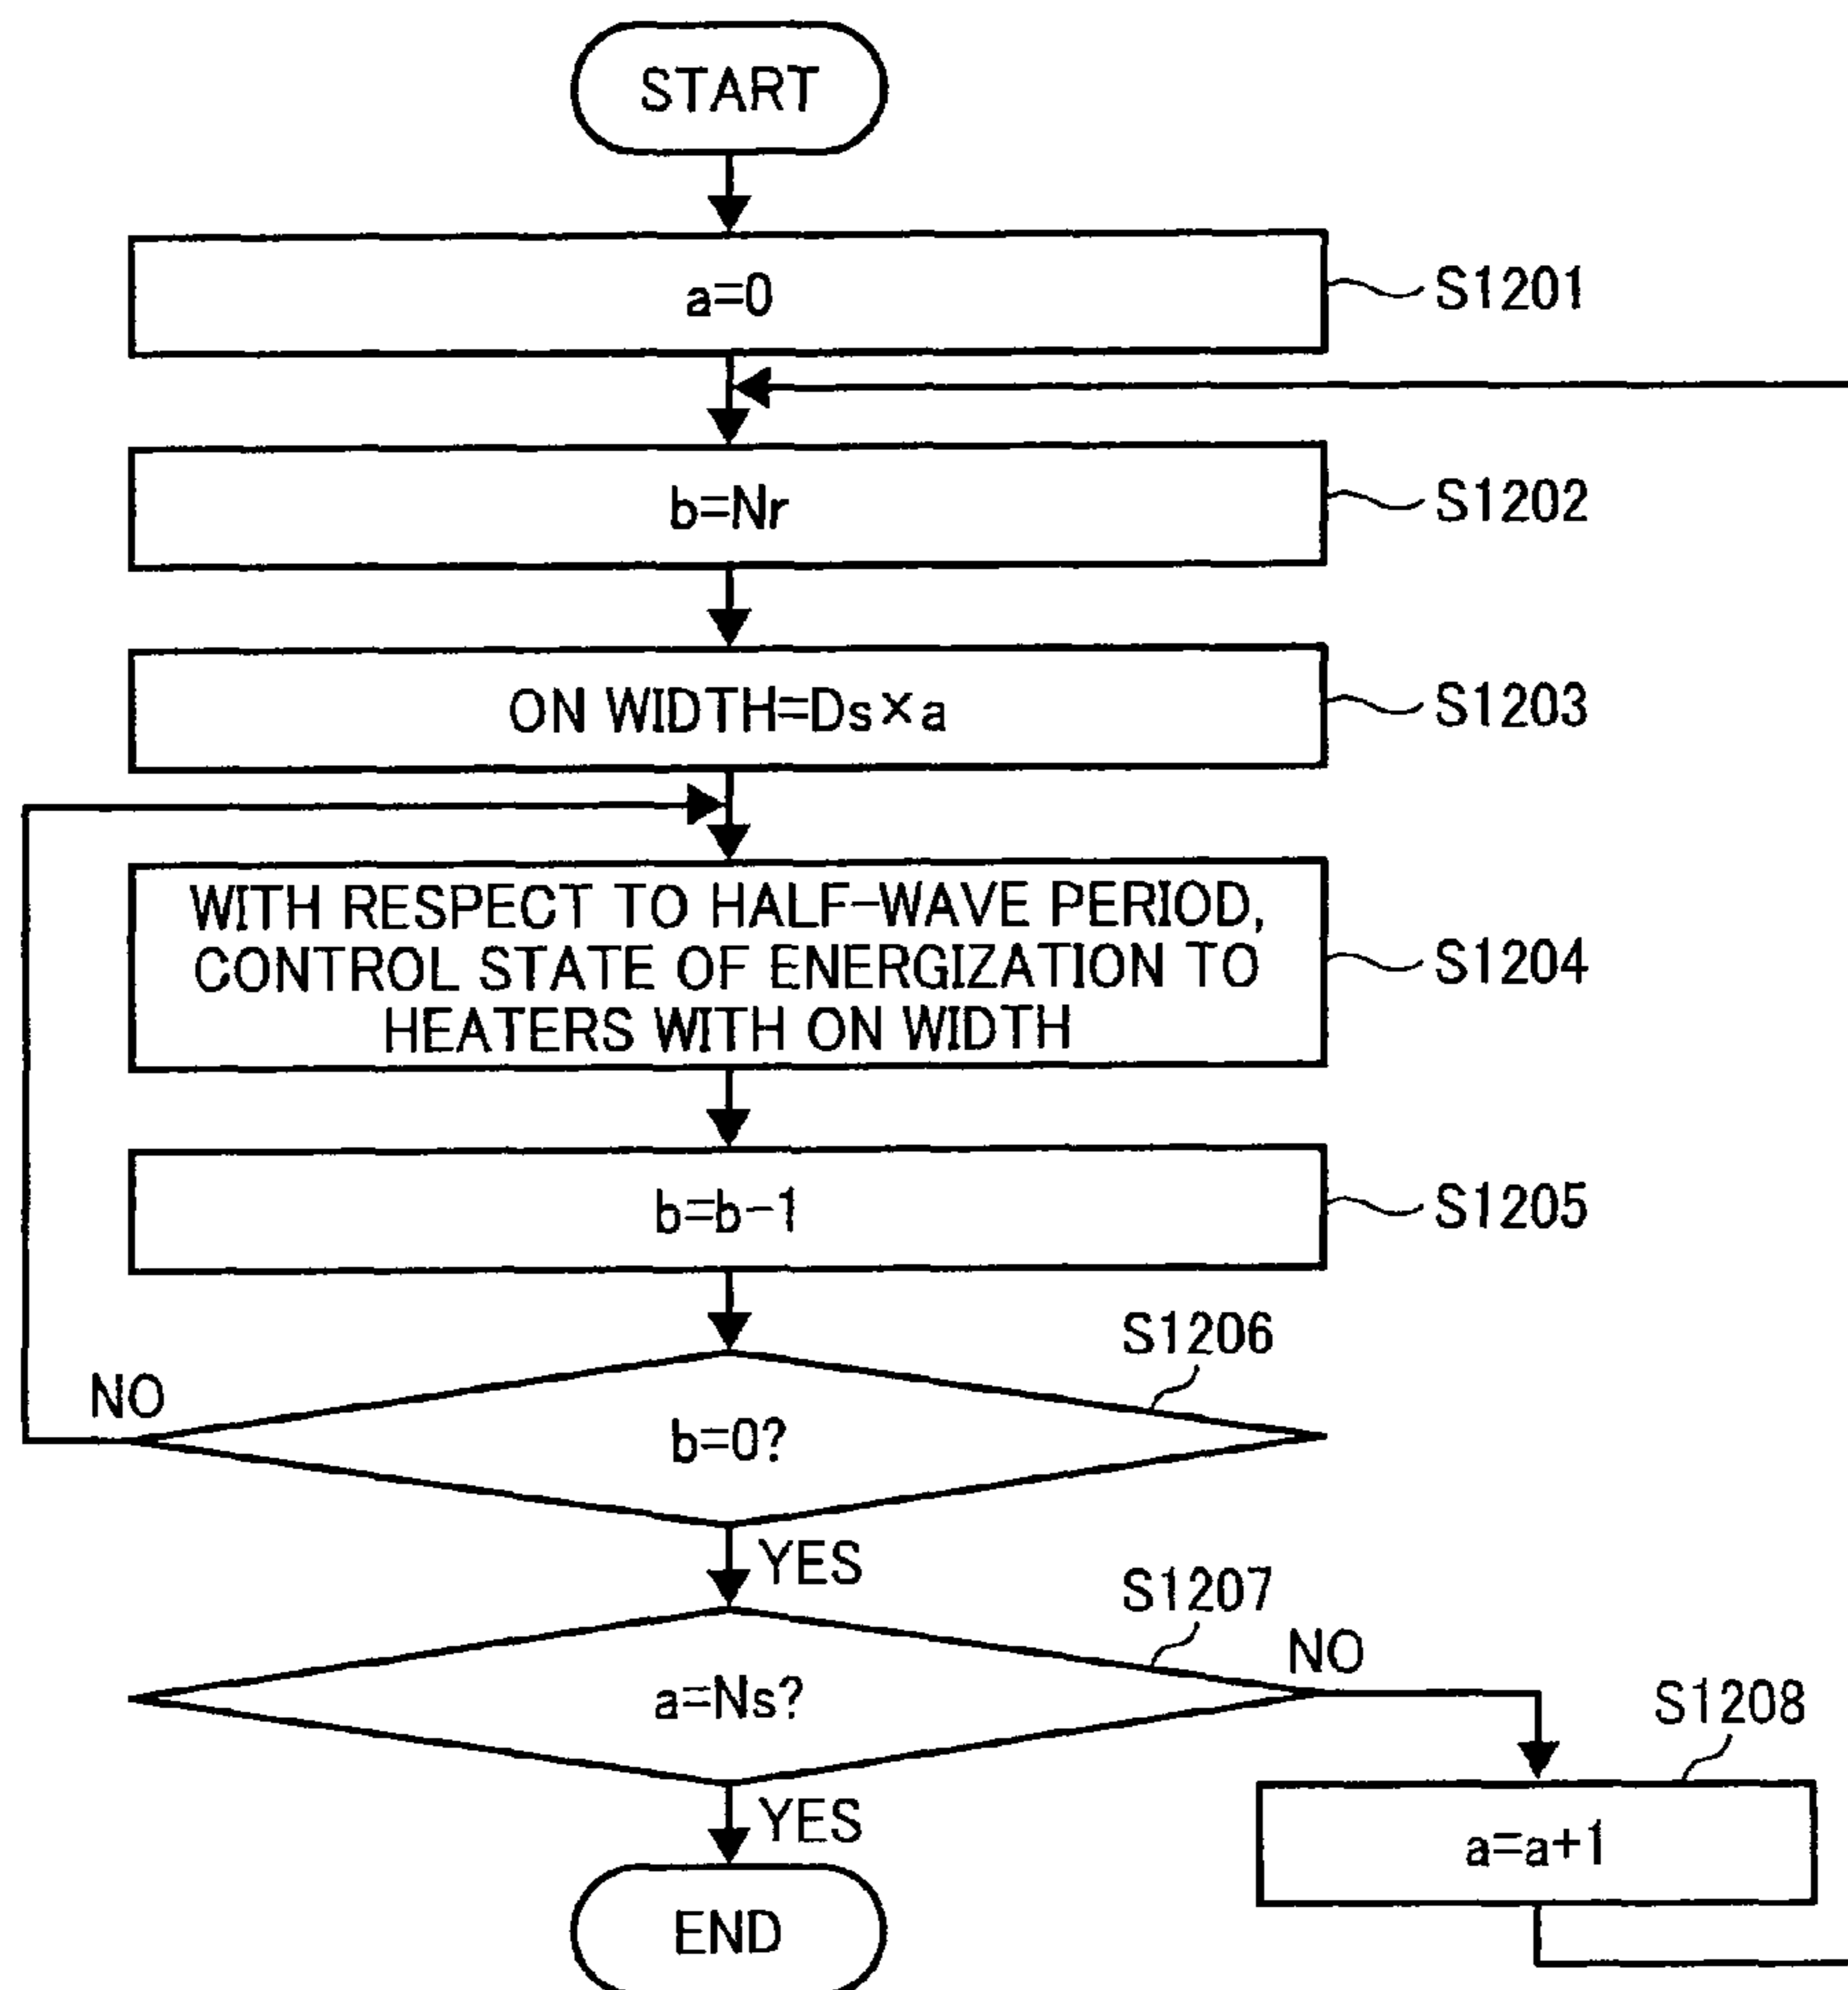 START
a=0
S1201
b=Nr
S1202
ON WIDTH=Ds×a
S1203
WITH RESPECT TO HALF-WAVE PERIOD,
CONTROL STATE OF ENERGIZATION TO
HEATERS WITH ON WIDTH
S1204
b=b-1
S1205
S1206
NO
b=0?
YES
S1207
NO
a=Ns?
S1208
YES
a=a+1
END